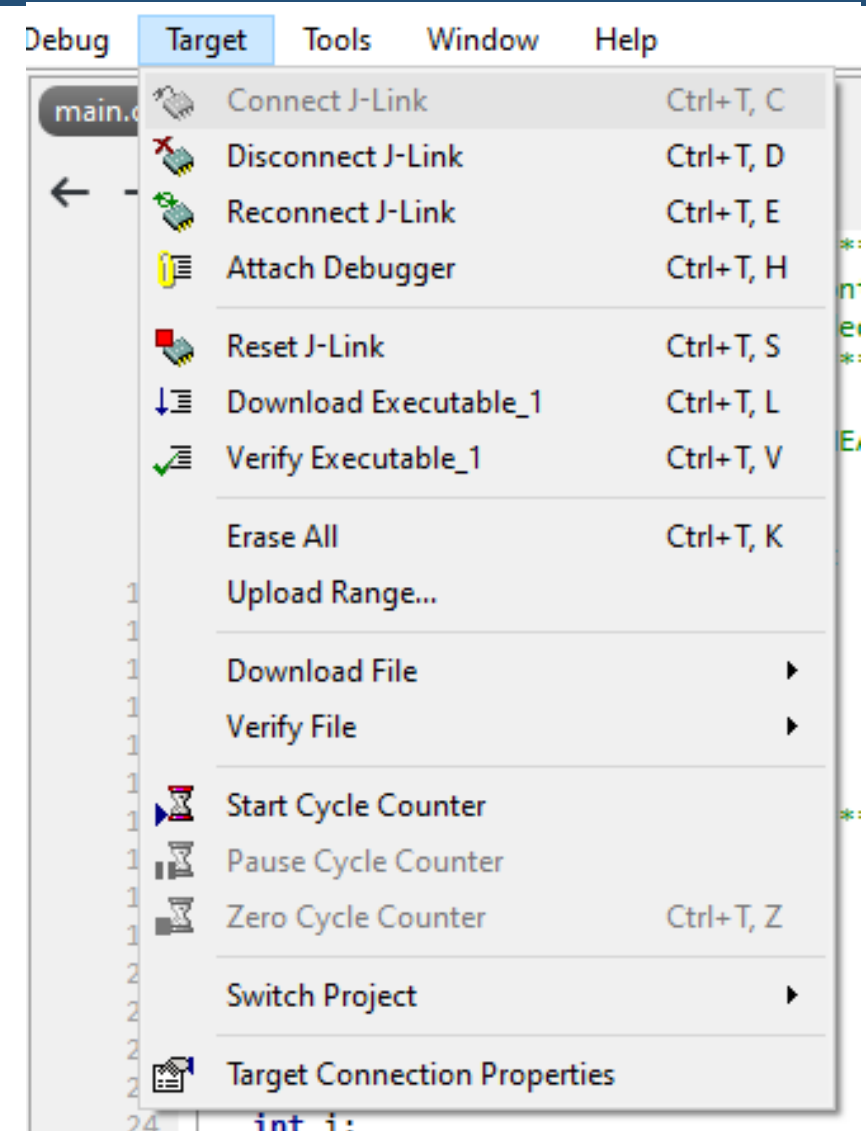 Debug Target Tools Window Help
main.c
Connect J-Link Ctrl+T, C
Disconnect J-Link Ctrl+T, D
Reconnect J-Link Ctrl+T, E
Attach Debugger Ctrl+T, H
Reset J-Link Ctrl+T, S
Download Executable_1 Ctrl+T, L
Verify Executable_1 Ctrl+T, V
Erase All Ctrl+T, K
Upload Range...
Download File
Verify File
Start Cycle Counter
Pause Cycle Counter
Zero Cycle Counter Ctrl+T, Z
Switch Project
Target Connection Properties
24 int i;